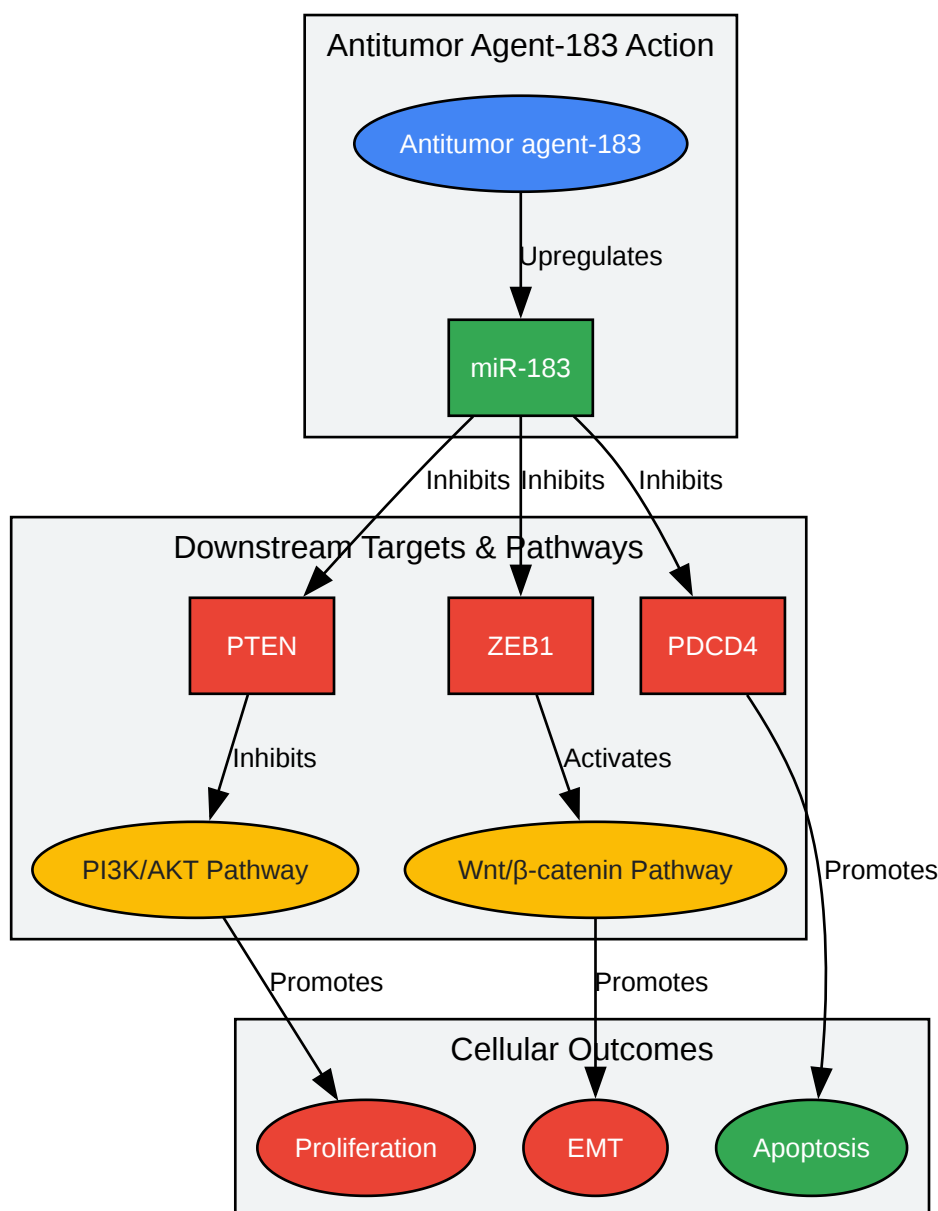 Antitumor Agent-183 Action
Antitumor agent-183
Upregulates
miR-183
Inhibits
Inhibits
Inhibits
Downstream Targets & Pathways
PTEN
ZEB1
PDCD4
Inhibits
Activates
PI3K/AKT Pathway
Wnt/β-catenin Pathway
Promotes
Promotes
Promotes
Cellular Outcomes
Proliferation
EMT
Apoptosis